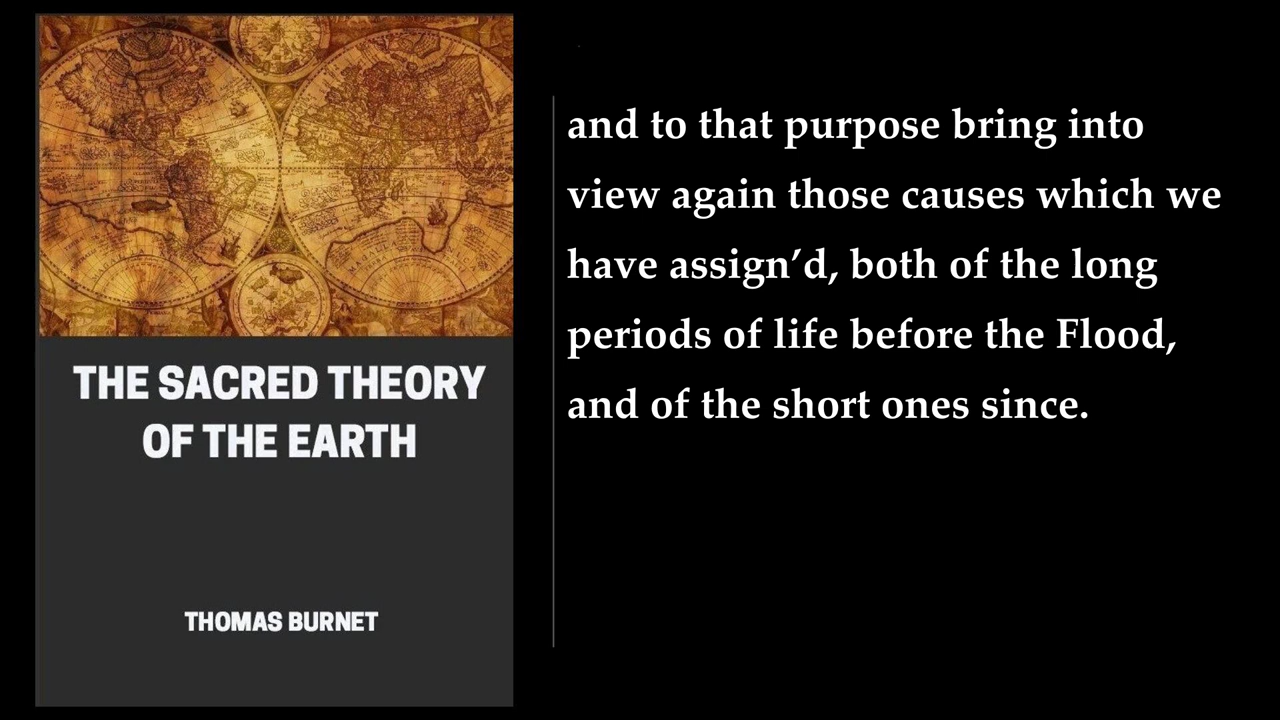 THE SACRED THEORY
OF THE EARTH
THOMAS BURNET
and to that purpose bring into
view again those causes which we
have assign’d, both of the long
periods of life before the Flood,
and of the short ones since.